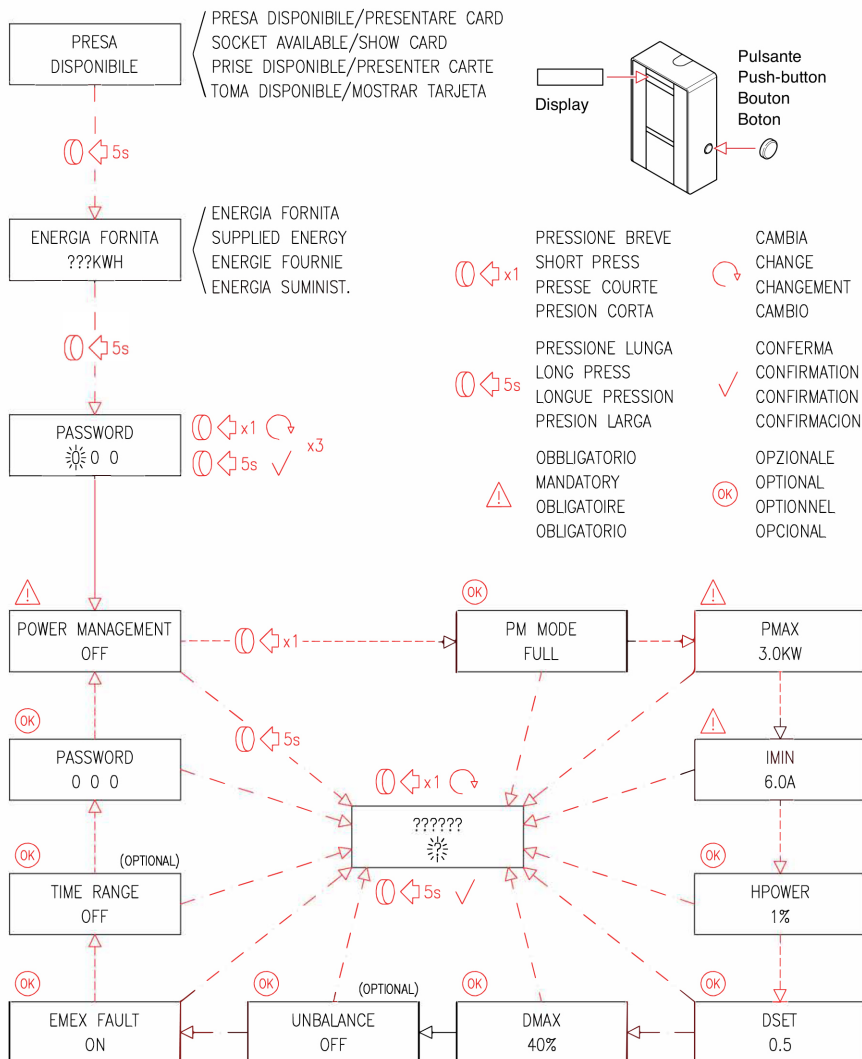 PRESA
DISPONIBILE
PRESA DISPONIBILE/PRESENTARE CARD
SOCKET AVAILABLE/SHOW CARD
PRISE DISPONIBLE/PRESENTER CARTE
TOMA DISPONIBLE/MOSTRAR TARJETA
Display
Pulsante
Push-button
Bouton
Boton
5s
ENERGIA FORNITA
???KWH
ENERGIA FORNITA
SUPPLIED ENERGY
ENERGIE FOURNIE
ENERGIA SUMINIST.
x1
PRESSIONE BREVE
SHORT PRESS
PRESSE COURTE
PRESION CORTA
CAMBIA
CHANGE
CHANGEMENT
CAMBIO
5s
5s
PRESSIONE LUNGA
LONG PRESS
LONGUE PRESSION
PRESION LARGA
CONFERMA
CONFIRMATION
CONFIRMATION
CONFIRMACION
PASSWORD
0 0 0
x1
5s
x3
!
OBBLIGATORIO
MANDATORY
OBLIGATOIRE
OBLIGATORIO
OK
OPZIONALE
OPTIONAL
OPTIONNEL
OPCIONAL
!
POWER MANAGEMENT
OFF
x1
OK
PM MODE
FULL
!
PMAX
3.0KW
5s
OK
PASSWORD
0 0 0
!
IMIN
6.0A
x1
??????
?
5s
OK
(OPTIONAL)
TIME RANGE
OFF
OK
HPOWER
1%
OK
EMEX FAULT
ON
OK
(OPTIONAL)
UNBALANCE
OFF
OK
DMAX
40%
OK
DSET
0.5